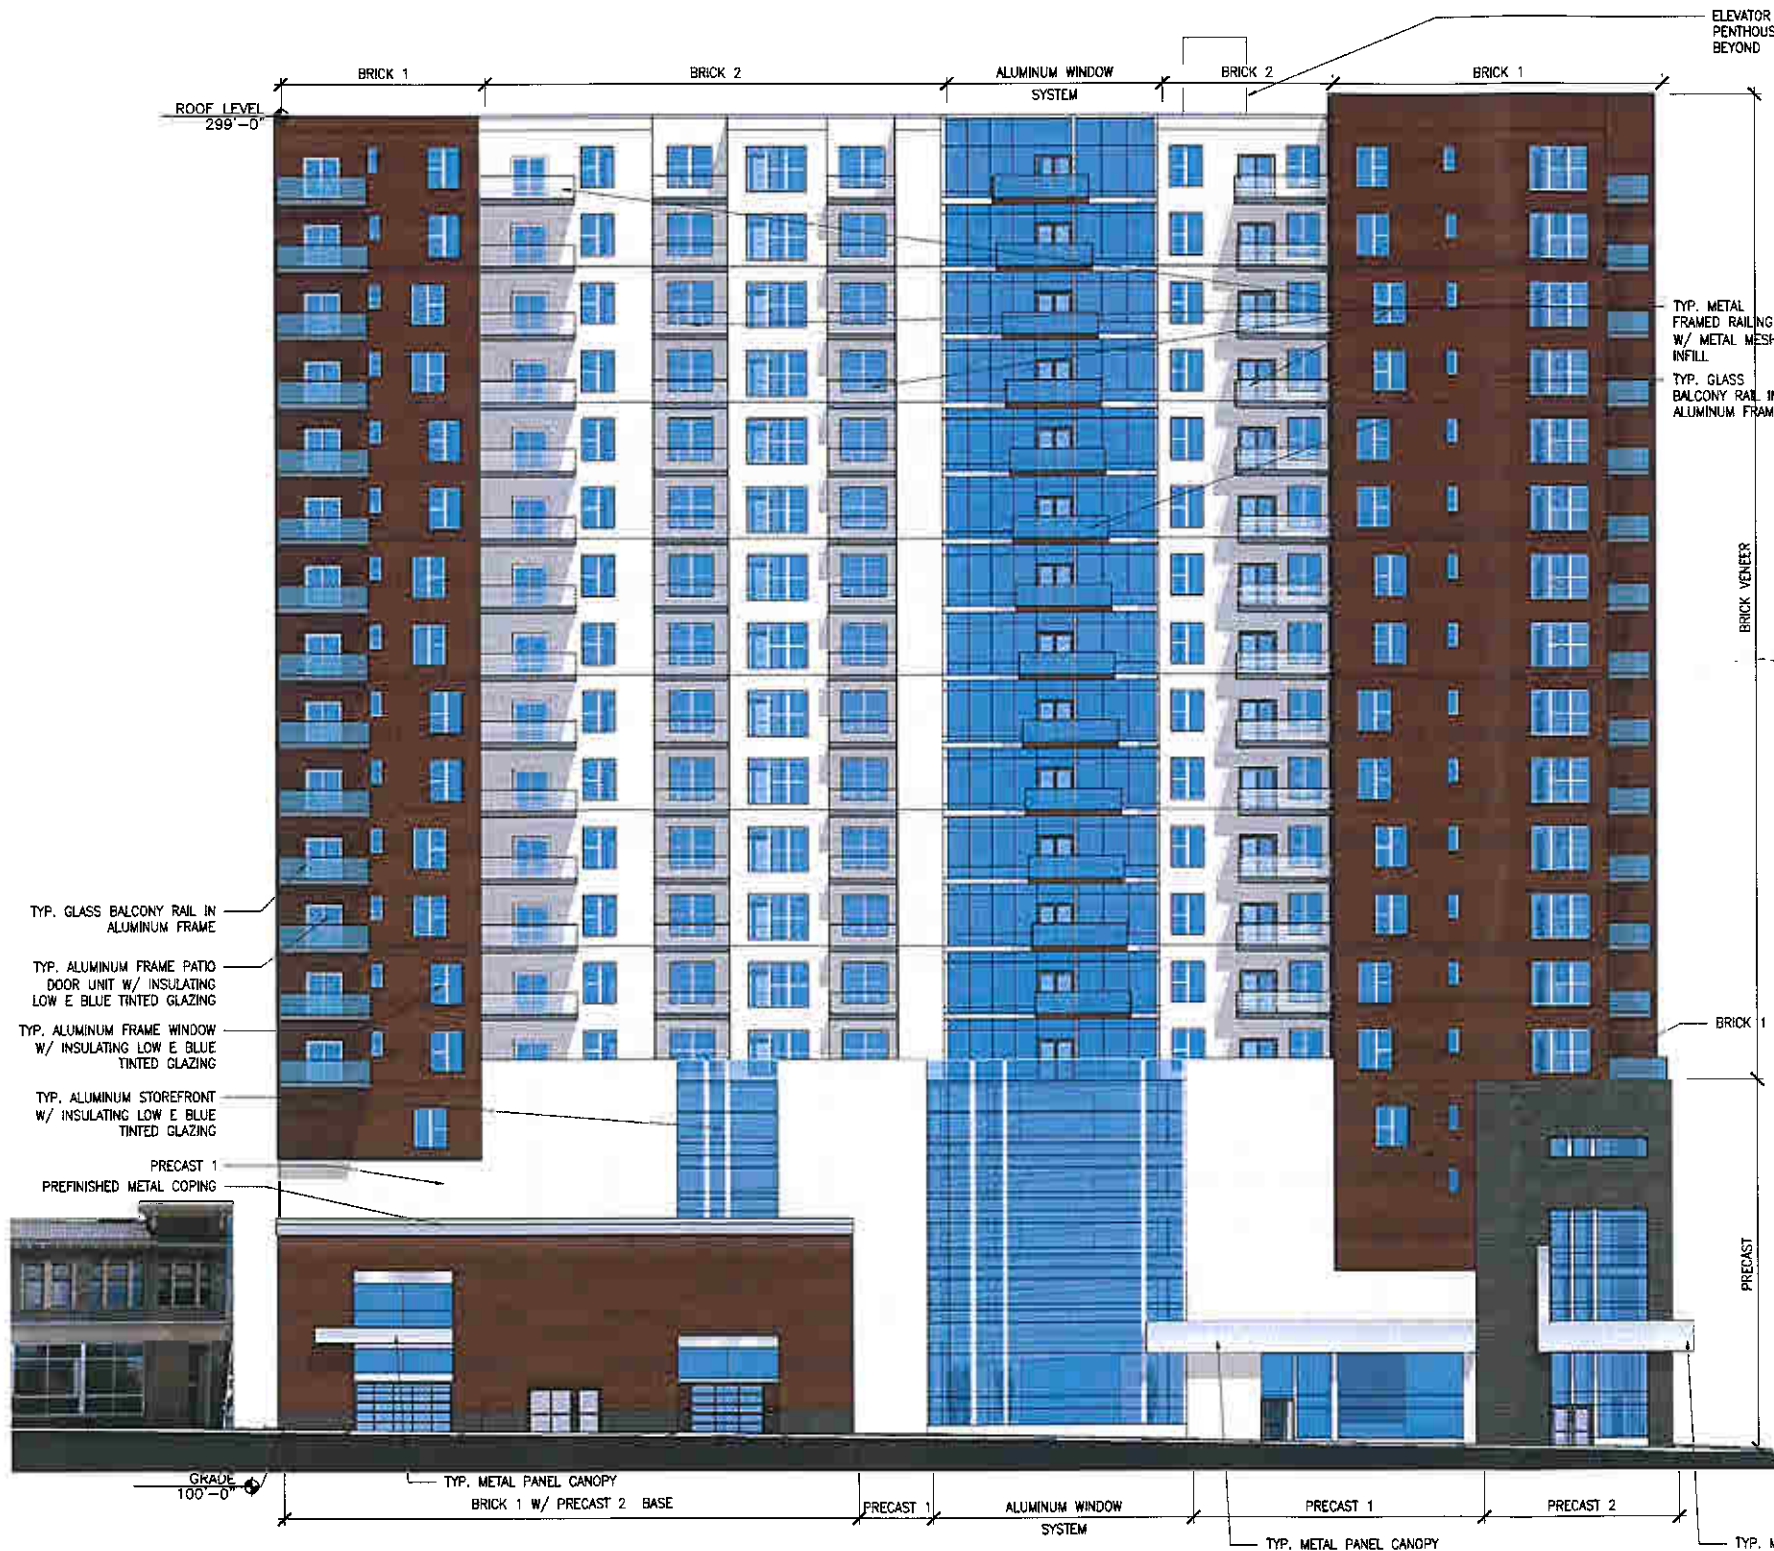 ELEVATOR
PENTHOUS
BEYOND
BRICK 1
BRICK 2
ALUMINUM WINDOW
SYSTEM
BRICK 2
BRICK 1
ROOF LEVEL
299'-0"
TYP. METAL
FRAMED RAILING
W/ METAL MESH
INFILL
TYP. GLASS
BALCONY RAIL IN
ALUMINUM FRAM
BRICK VENEER
TYP. GLASS BALCONY RAIL IN
ALUMINUM FRAME
TYP. ALUMINUM FRAME PATIO
DOOR UNIT W/ INSULATING
LOW E BLUE TINTED GLAZING
TYP. ALUMINUM FRAME WINDOW
W/ INSULATING LOW E BLUE
TINTED GLAZING
BRICK 1
TYP. ALUMINUM STOREFRONT
W/ INSULATING LOW E BLUE
TINTED GLAZING
PRECAST 1
PREFINISHED METAL COPING
PRECAST
GRADE
100'-0"
TYP. METAL PANEL CANOPY
BRICK 1 W/ PRECAST 2 BASE
PRECAST 1
ALUMINUM WINDOW
SYSTEM
PRECAST 1
PRECAST 2
TYP. METAL PANEL CANOPY
TYP. M